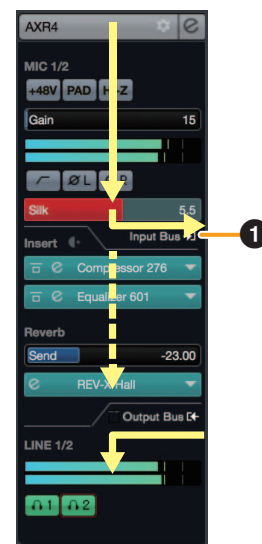 AXR4 e
MIC 1/2
+48V PAD Hi-Z
Gain 15
Ø L Ø R
Silk 5.5
Input Bus
1
Insert
e Compressor 276
e Equalizer 601
Reverb
Send -23.00
e REV-X Hall
Output Bus
LINE 1/2
1 2